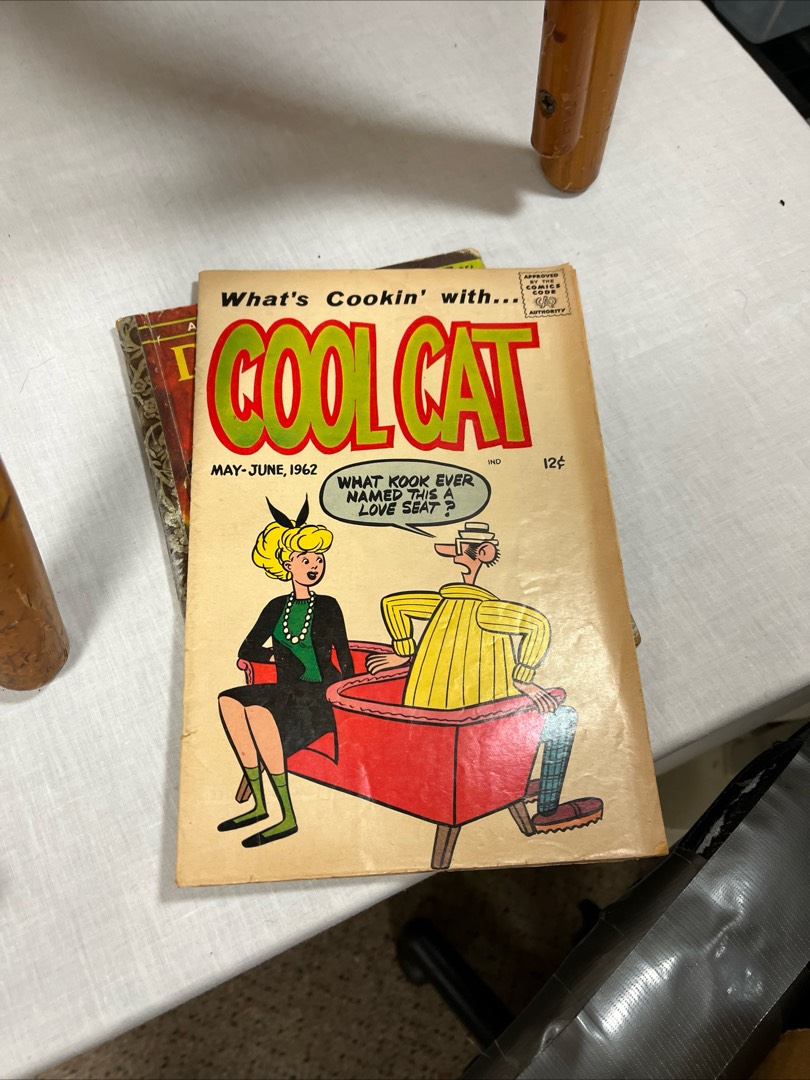 What's Cookin' with...
APPROVED
BY THE
COMICS
CODE
AUTHORITY
COOL CAT
MAY-JUNE, 1962
IND
12¢
WHAT KOOK EVER
NAMED THIS A
LOVE SEAT?